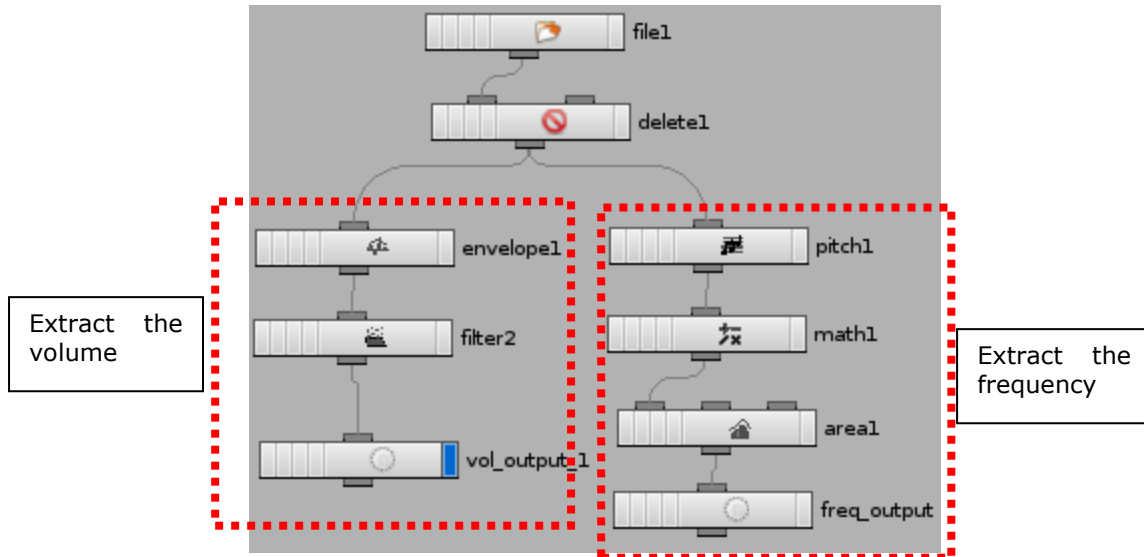 file1
delete1
envelope1
pitch1
Extract the
volume
filter2
math1
Extract the
frequency
area1
vol_output_1
freq_output